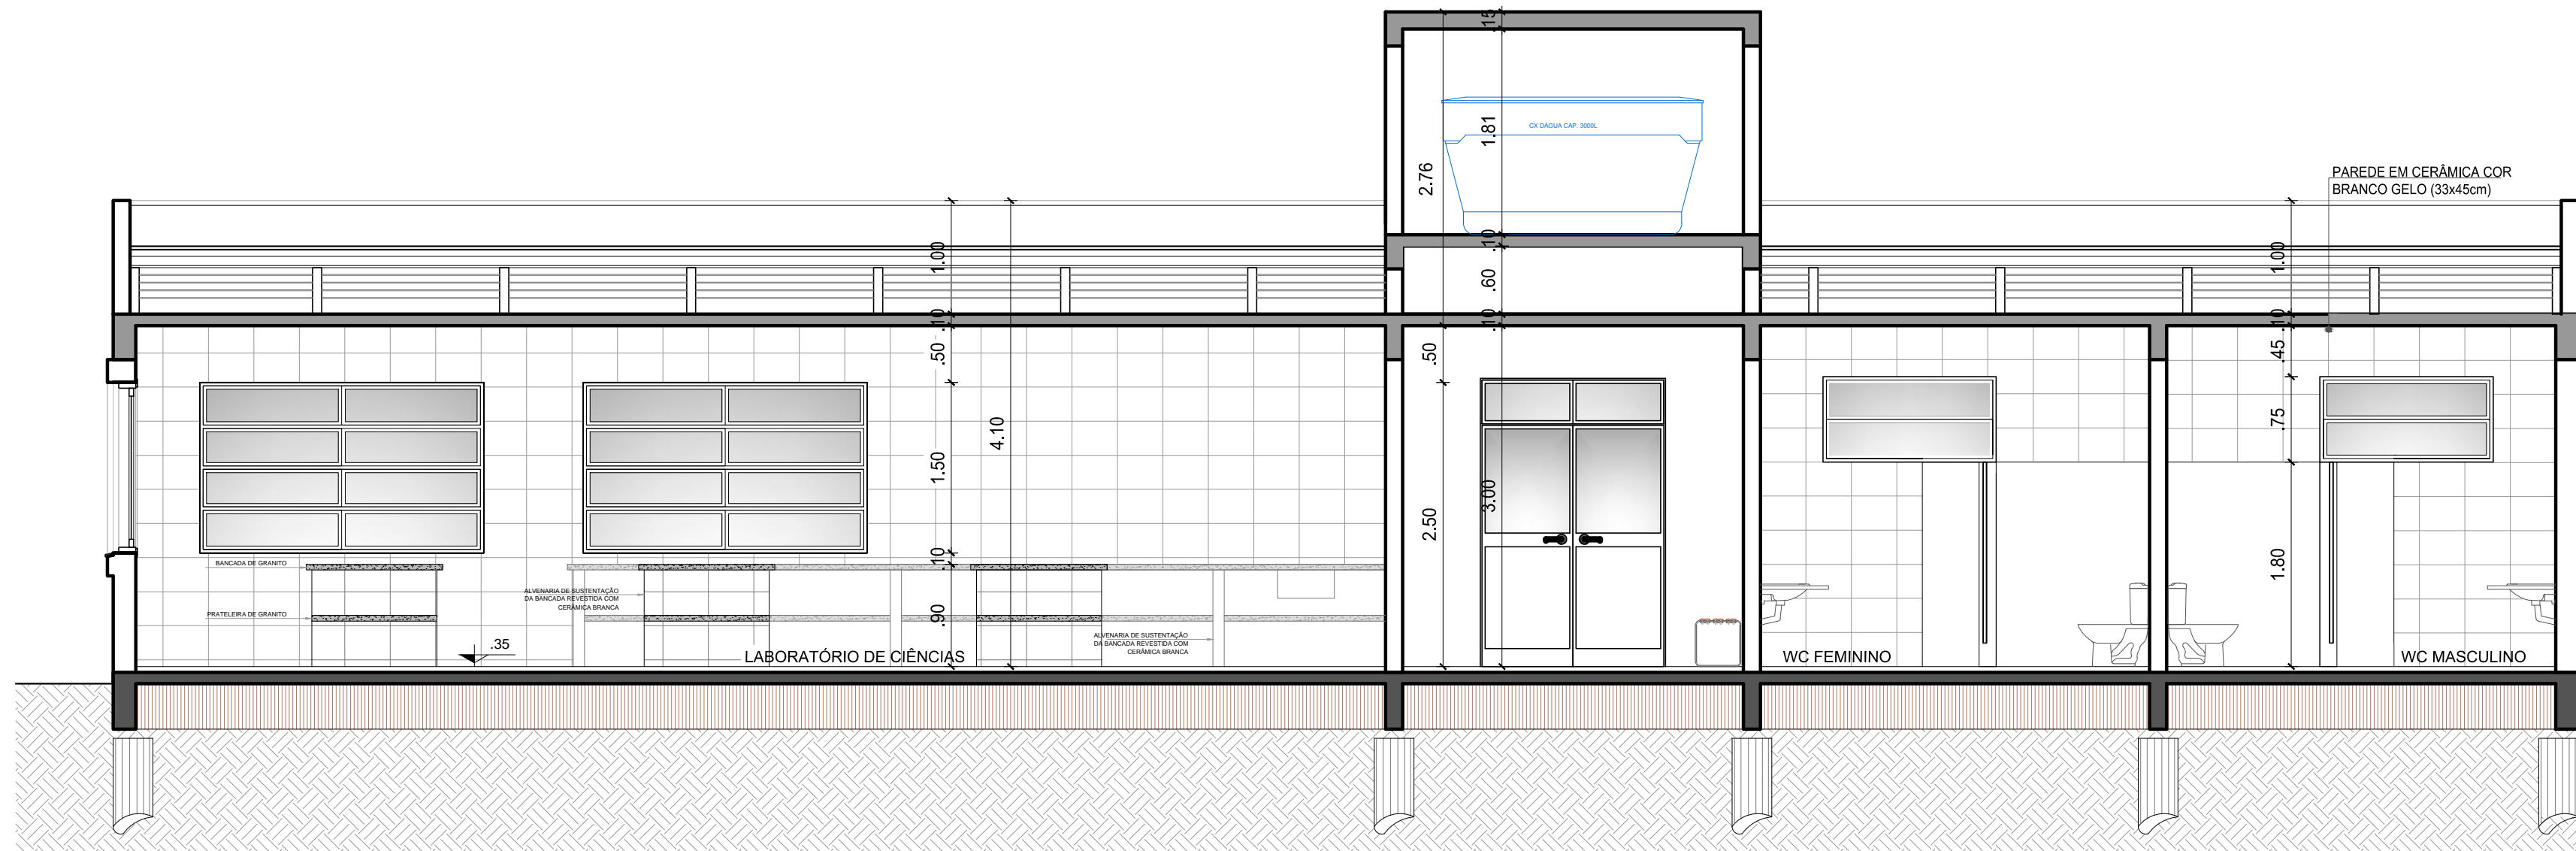 .15
CX DÁGUA CAP. 3000L
1.81
2.76
PAREDE EM CERÂMICA COR
BRANCO GELO (33x45cm)
1.00
.10
.60
1.00
.10
.10
.10
.50
.50
.45
4.10
1.50
.75
3.00
2.50
BANCADA DE GRANITO
.10
1.80
ALVENARIA DE SUSTENTAÇÃO
DA BANCADA REVESTIDA COM
CERÂMICA BRANCA
PRATELEIRA DE GRANITO
.90
ALVENARIA DE SUSTENTAÇÃO
DA BANCADA REVESTIDA COM
CERÂMICA BRANCA
.35
LABORATÓRIO DE CIÊNCIAS
WC FEMININO
WC MASCULINO